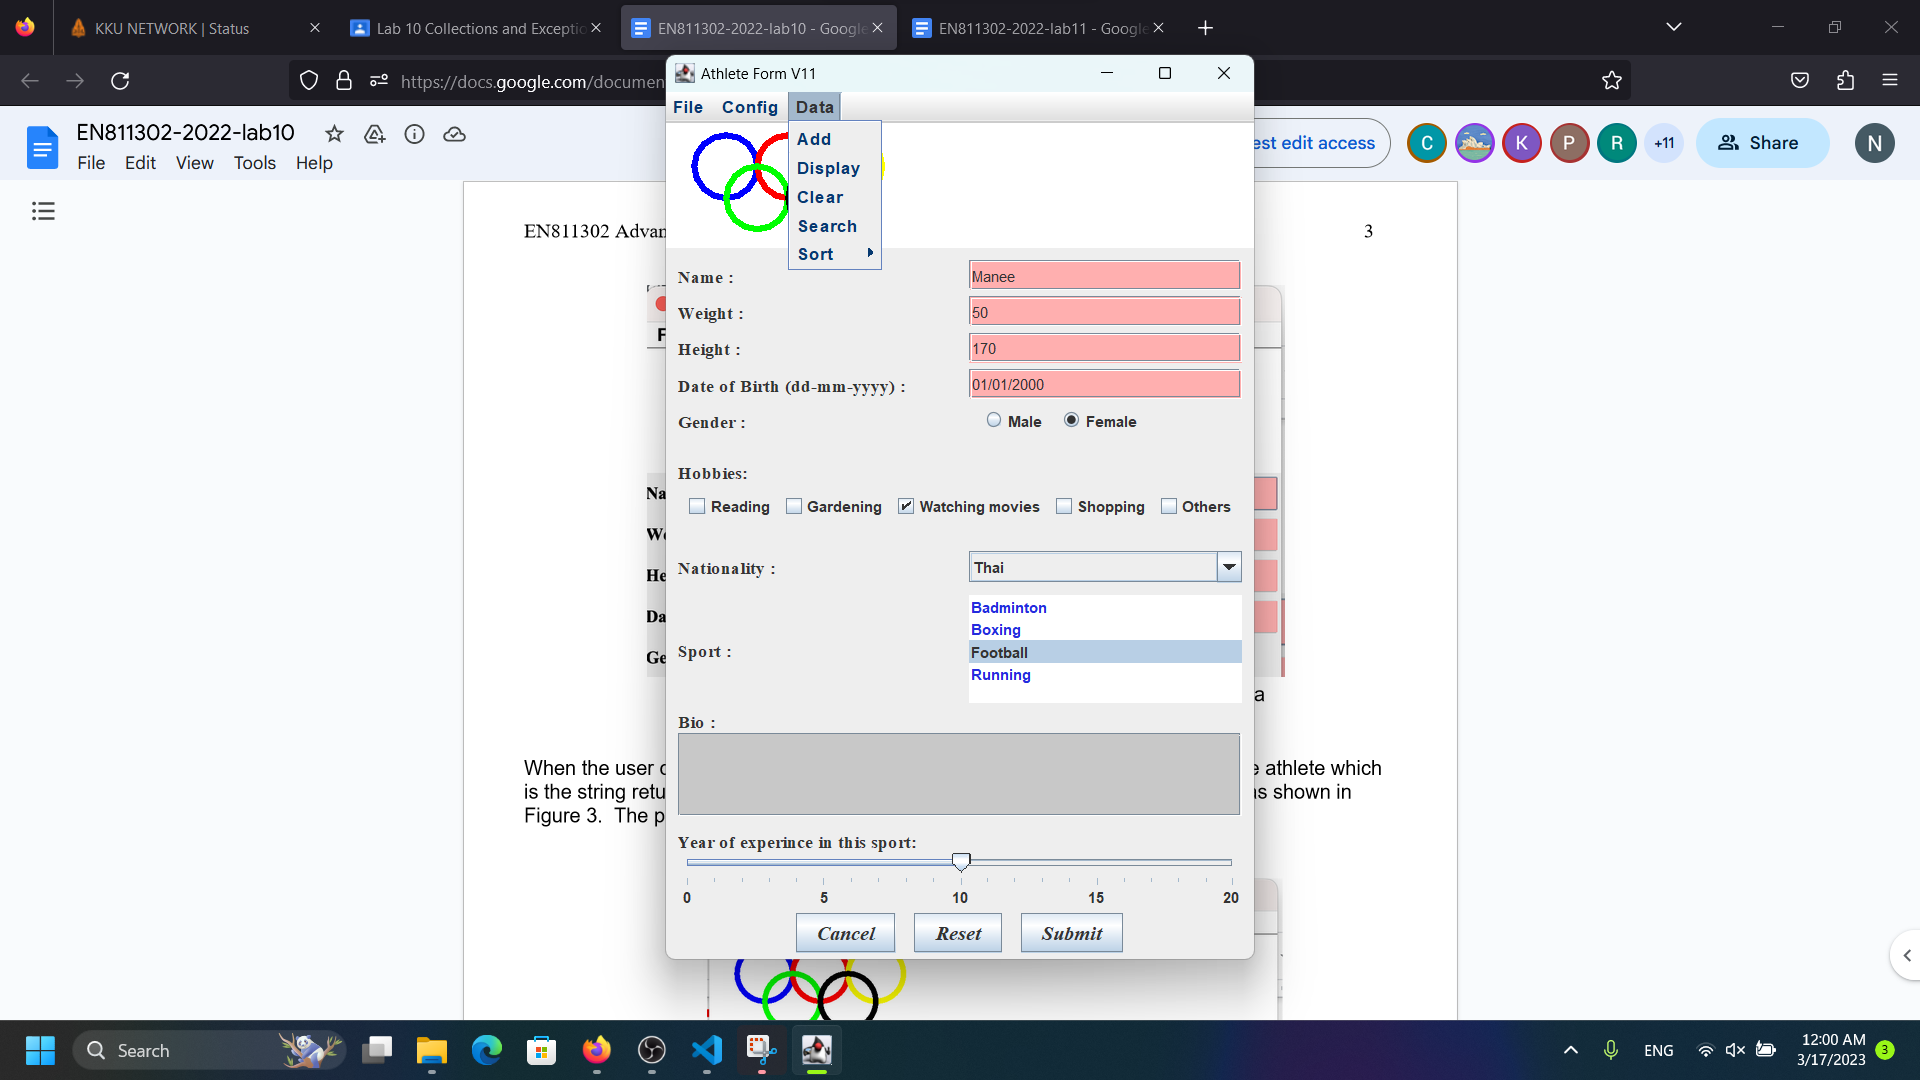 KKU NETWORK | Status
Lab 10 Collections and Exceptio
EN811302-2022-lab10 - Google
EN811302-2022-lab11 - Google
https://docs.google.com/documen
EN811302-2022-lab10
File Edit View Tools Help
est edit access
C
K
P
R
+11
Share
N
EN811302 Advan
3
Athlete Form V11
File Config Data
Add
Display
Clear
Search
Sort
Name : Manee
Weight : 50
Height : 170
Date of Birth (dd-mm-yyyy) : 01/01/2000
Gender : Male Female
Hobbies:
Reading Gardening Watching movies Shopping Others
Nationality : Thai
Sport :
Badminton
Boxing
Football
Running
Bio :
Year of experince in this sport:
0 5 10 15 20
Cancel Reset Submit
F
Na
We
He
Da
Ge
a
When the user c
e athlete which
is the string retu
as shown in
Figure 3. The p
Search
ENG
12:00 AM
3/17/2023
3